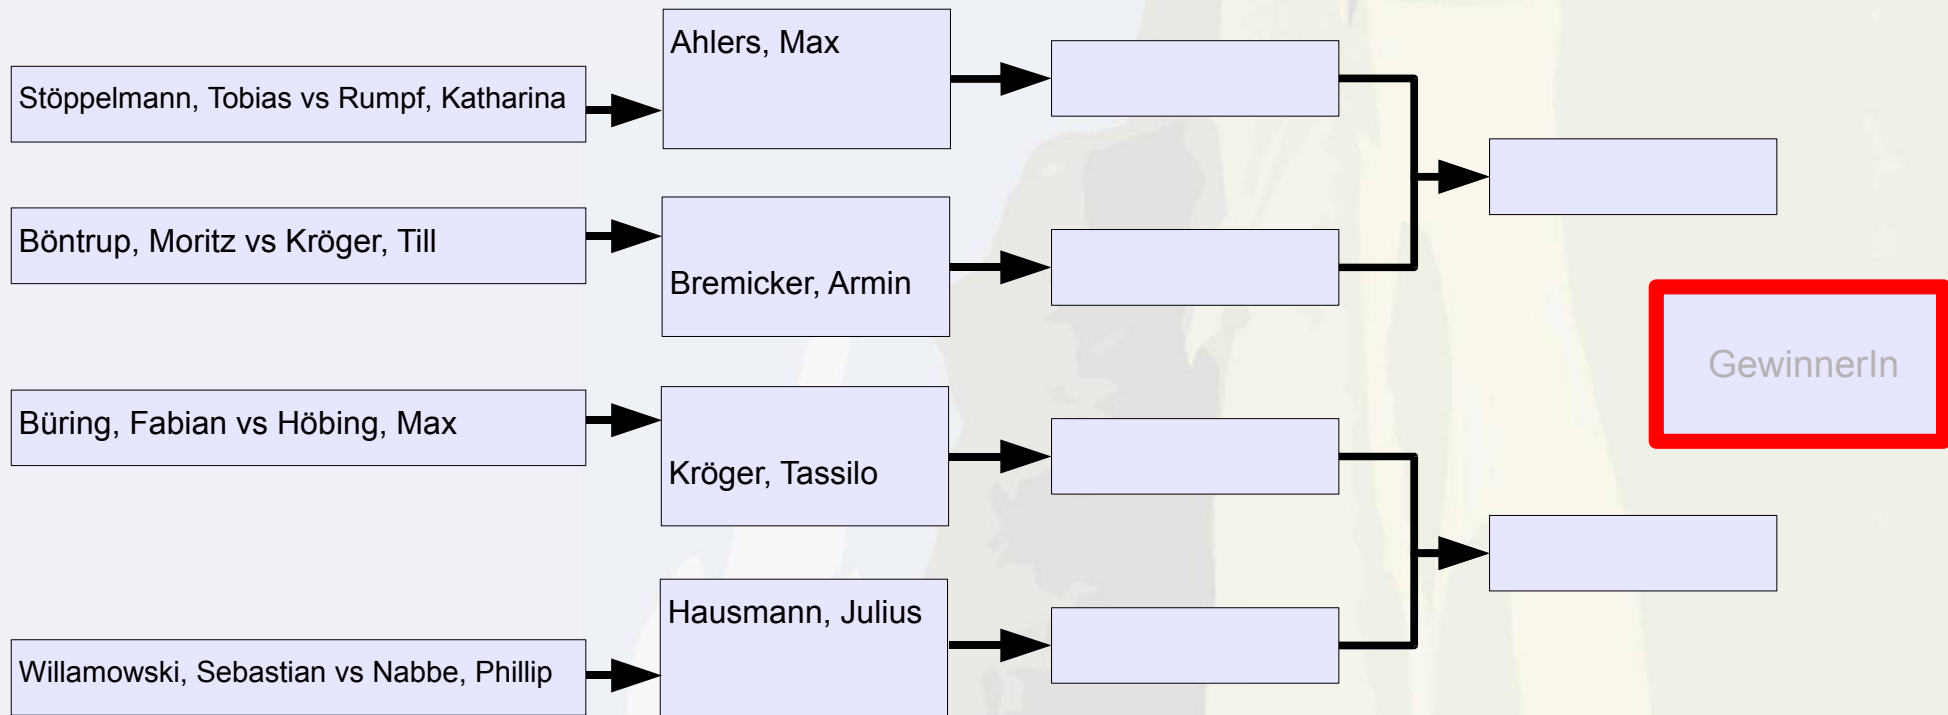 Stöppelmann, Tobias vs Rumpf, Katharina
Böntrup, Moritz vs Kröger, Till
Büring, Fabian vs Höbing, Max
Willamowski, Sebastian vs Nabbe, Phillip
Ahlers, Max
Bremicker, Armin
Kröger, Tassilo
Hausmann, Julius
GewinnerIn